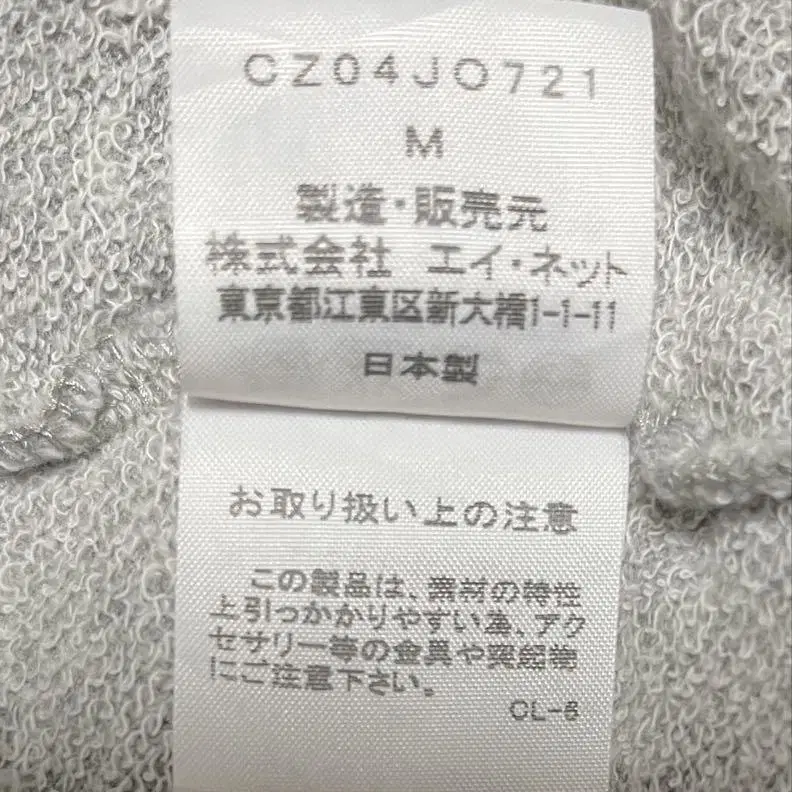 CZ04JO721
M
製造・販売元
株式会社 エイ・ネット
東京都江東区新大橋1-1-11
日本製
お取り扱い上の注意
この製品は、素材の特性
上引っかかりやすい為、アク
セサリー等の金具や突起物
にご注意下さい。
CL-6